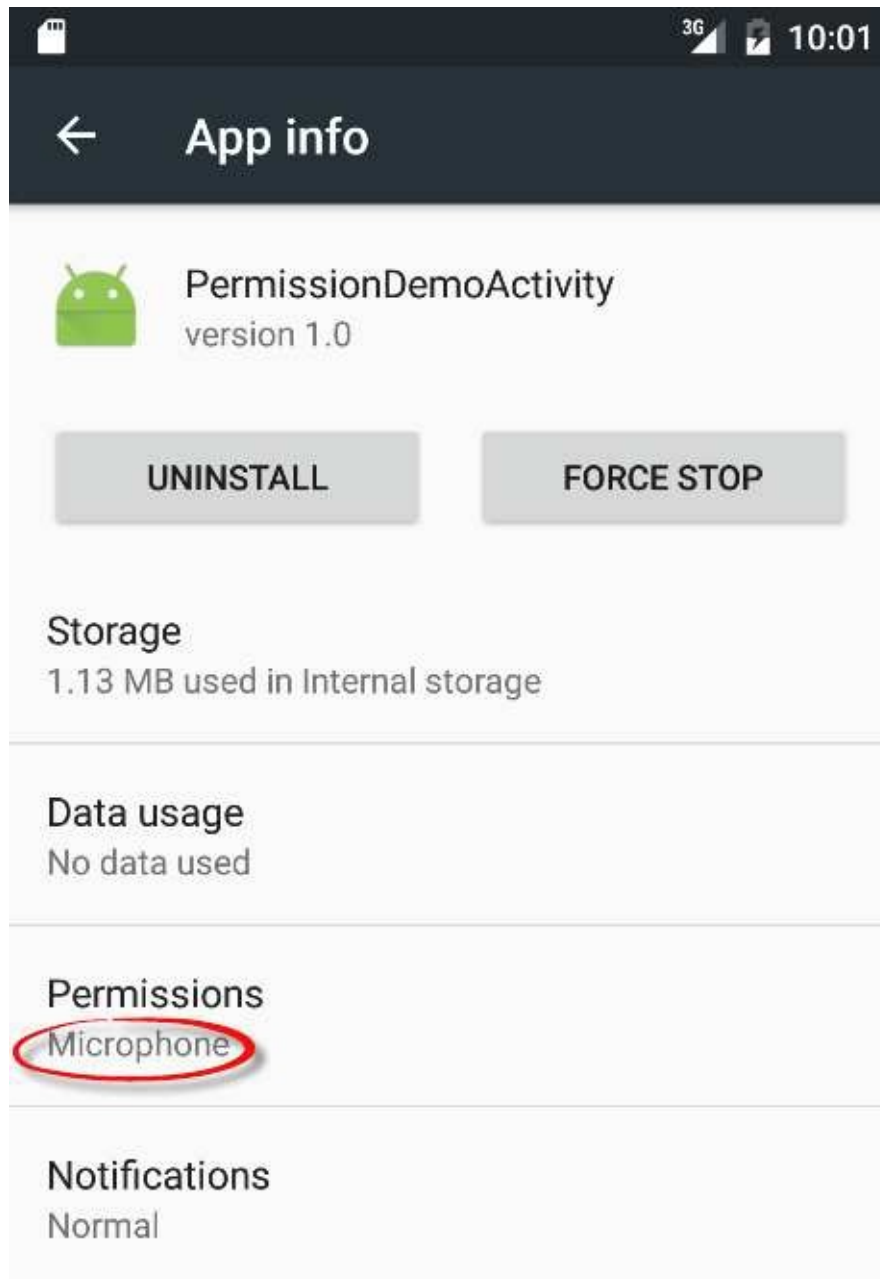 3G 10:01
App info
PermissionDemoActivity
version 1.0
UNINSTALL FORCE STOP
Storage
1.13 MB used in Internal storage
Data usage
No data used
Permissions
Microphone
Notifications
Normal